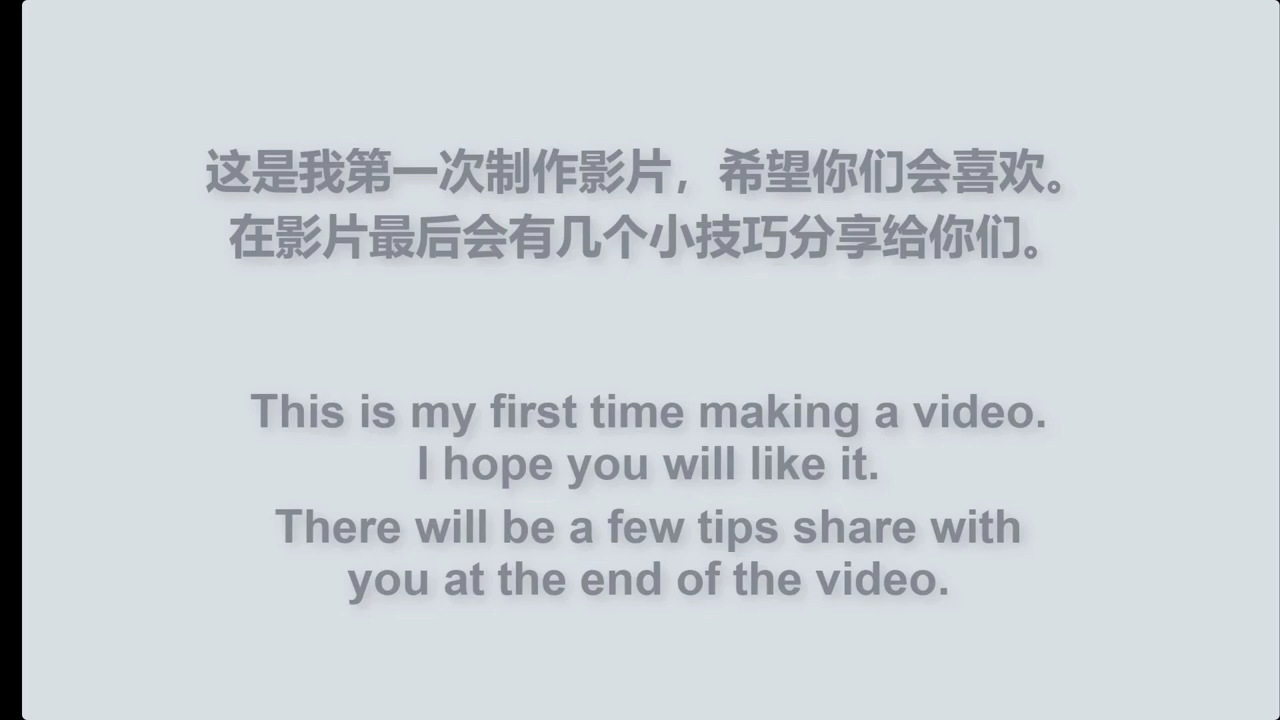 这是我第一次制作影片，希望你们会喜欢。
在影片最后会有几个小技巧分享给你们。
This is my first time making a video.
I hope you will like it.
There will be a few tips share with
you at the end of the video.